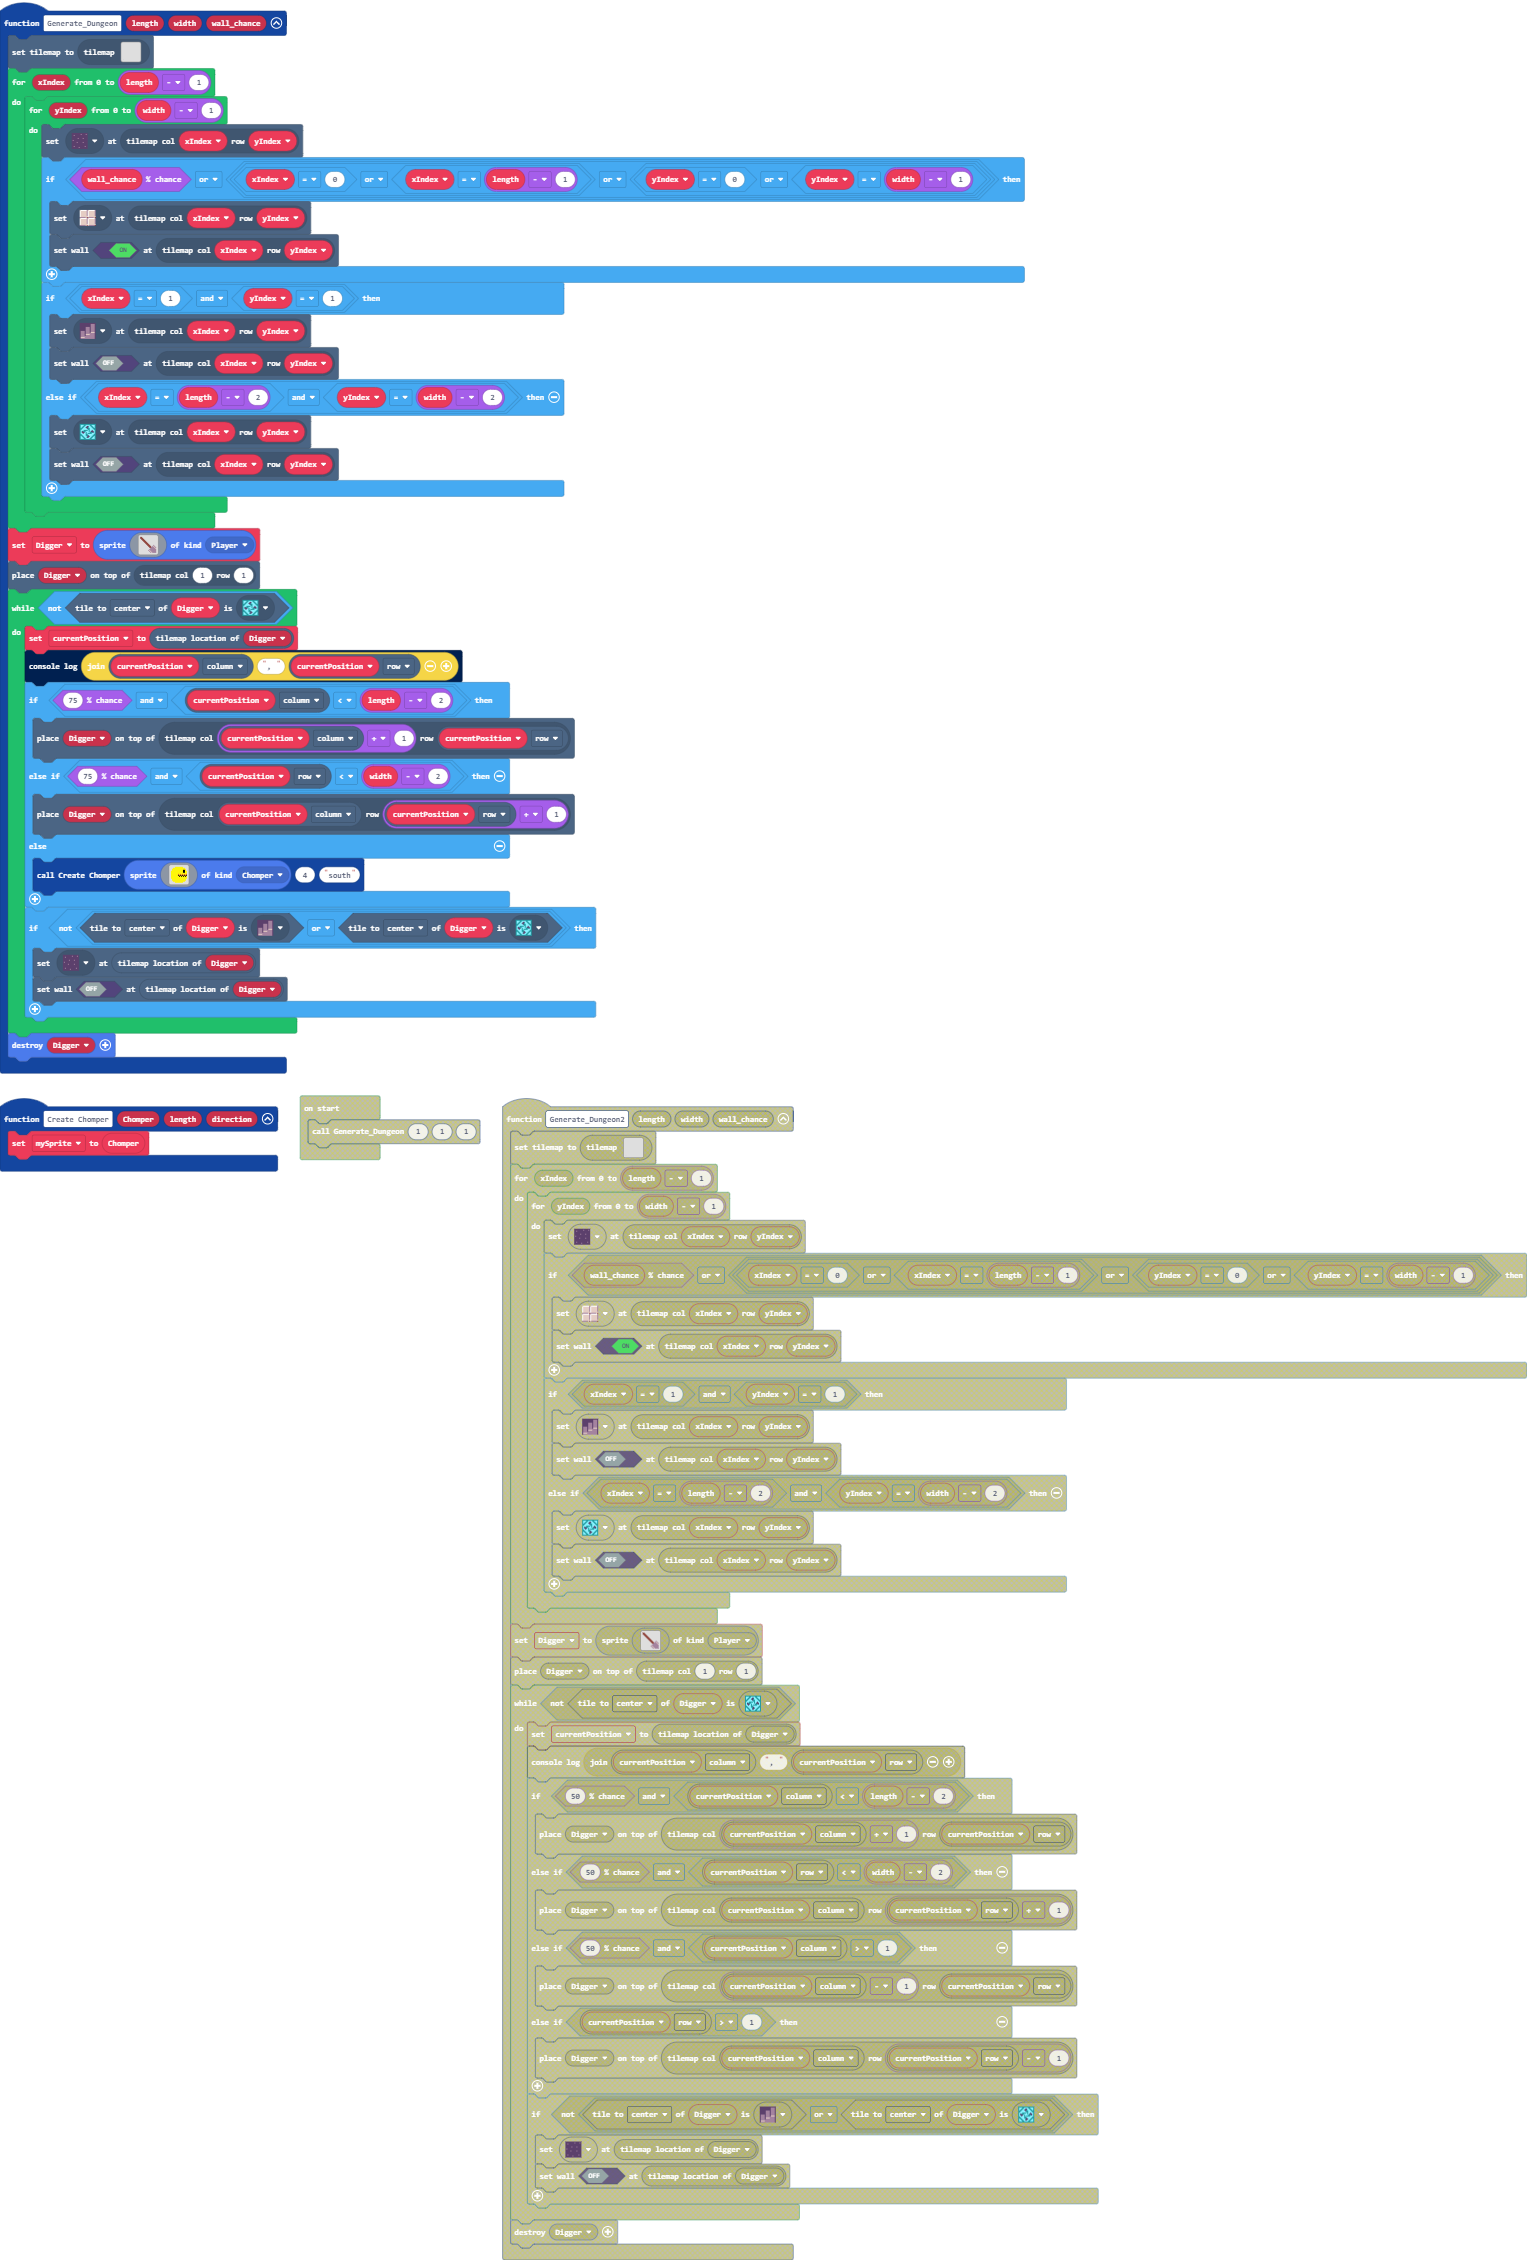 function Generate_Dungeon length width wall_chance
set tilemap to tilemap
for xIndex from 0 to length - 1
do
for yIndex from 0 to width - 1
do
set at tilemap col xIndex row yIndex
if wall_chance % chance or xIndex = 0 or xIndex = length - 1 or yIndex = 0 or yIndex = width - 1 then
set at tilemap col xIndex row yIndex
set wall ON at tilemap col xIndex row yIndex
if xIndex = 1 and yIndex = 1 then
set at tilemap col xIndex row yIndex
set wall OFF at tilemap col xIndex row yIndex
else if xIndex = length - 2 and yIndex = width - 2 then
set at tilemap col xIndex row yIndex
set wall OFF at tilemap col xIndex row yIndex
set Digger to sprite of kind Player
place Digger on top of tilemap col 1 row 1
while not tile to center of Digger is
do
set currentPosition to tilemap location of Digger
console log join currentPosition column "," currentPosition row
if 75 % chance and currentPosition column < length - 2 then
place Digger on top of tilemap col currentPosition column + 1 row currentPosition row
else if 75 % chance and currentPosition row < width - 2 then
place Digger on top of tilemap col currentPosition column row currentPosition row + 1
else
call Create Chomper sprite of kind Chomper 4 "south"
if not tile to center of Digger is or tile to center of Digger is then
set at tilemap location of Digger
set wall OFF at tilemap location of Digger
destroy Digger
function Create Chomper Chomper length direction
set mySprite to Chomper
on start
call Generate_Dungeon 1 1 1
function Generate_Dungeon2 length width wall_chance
set tilemap to tilemap
for xIndex from 0 to length - 1
do
for yIndex from 0 to width - 1
do
set at tilemap col xIndex row yIndex
if wall_chance % chance or xIndex = 0 or xIndex = length - 1 or yIndex = 0 or yIndex = width - 1 then
set at tilemap col xIndex row yIndex
set wall ON at tilemap col xIndex row yIndex
if xIndex = 1 and yIndex = 1 then
set at tilemap col xIndex row yIndex
set wall OFF at tilemap col xIndex row yIndex
else if xIndex = length - 2 and yIndex = width - 2 then
set at tilemap col xIndex row yIndex
set wall OFF at tilemap col xIndex row yIndex
set Digger to sprite of kind Player
place Digger on top of tilemap col 1 row 1
while not tile to center of Digger is
do
set currentPosition to tilemap location of Digger
console log join currentPosition column "," currentPosition row
if 50 % chance and currentPosition column < length - 2 then
place Digger on top of tilemap col currentPosition column + 1 row currentPosition row
else if 50 % chance and currentPosition row < width - 2 then
place Digger on top of tilemap col currentPosition column row currentPosition row + 1
else if 50 % chance and currentPosition column > 1 then
place Digger on top of tilemap col currentPosition column - 1 row currentPosition row
else if currentPosition row > 1 then
place Digger on top of tilemap col currentPosition column row currentPosition row - 1
if not tile to center of Digger is or tile to center of Digger is then
set at tilemap location of Digger
set wall OFF at tilemap location of Digger
destroy Digger